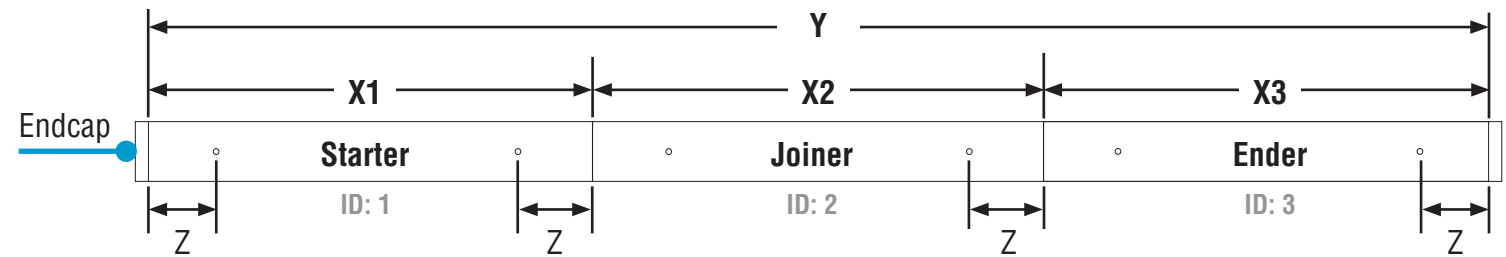 Y
X1 X2 X3
Endcap
Starter Joiner Ender
ID: 1 ID: 2 ID: 3
Z Z Z Z